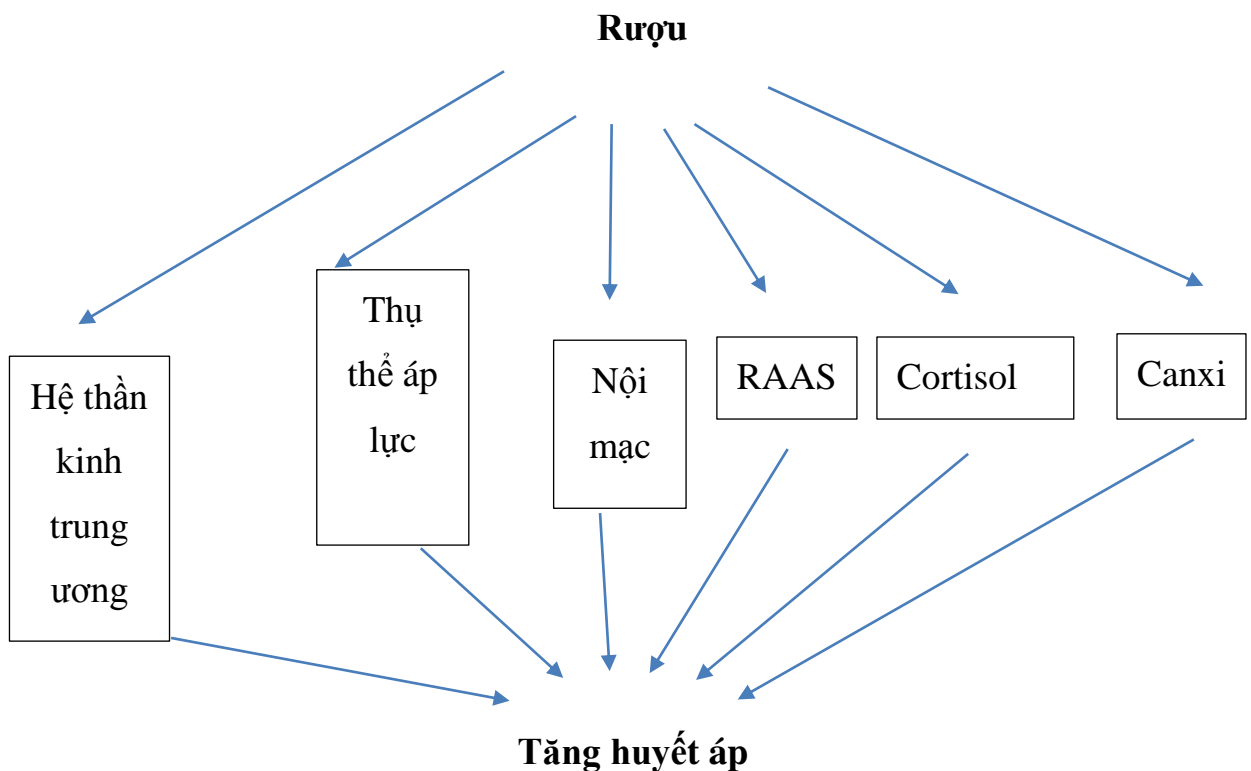 Rượu
Hệ thần
kinh
trung
ương
Thụ
thể áp
lực
Nội
mạc
RAAS
Cortisol
Canxi
Tăng huyết áp